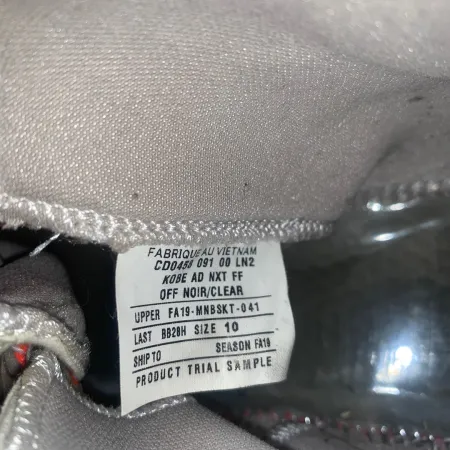 FABRIQUE AU VIETNAM
CD0458 091 00 LN2
KOBE AD NXT FF
OFF NOIR/CLEAR
UPPER FA19-MNBSKT-041
LAST BB28H SIZE 10
SHIP TO SEASON FA19
PRODUCT TRIAL SAMPLE